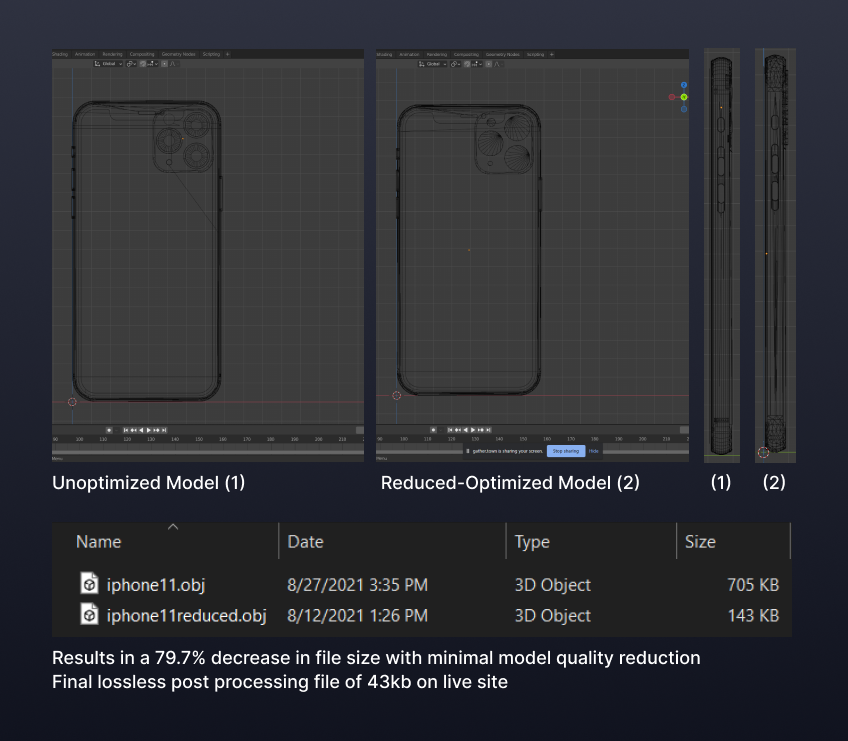 Shading Animation Rendering Compositing Geometry Nodes Scripting +
Shading Animation Rendering Compositing Geometry Nodes Scripting +
Global
Global
90 100 110 120 130 140 150 160 170 180 190 200 210
90 100 110 120 130 140 150 160 170 180 190 200 210
gather.town is sharing your screen. Stop sharing Hide
Menu
Menu
Unoptimized Model (1)
Reduced-Optimized Model (2)
(1)
(2)
Name Date Type Size
iphone11.obj 8/27/2021 3:35 PM 3D Object 705 KB
iphone11reduced.obj 8/12/2021 1:26 PM 3D Object 143 KB
Results in a 79.7% decrease in file size with minimal model quality reduction
Final lossless post processing file of 43kb on live site